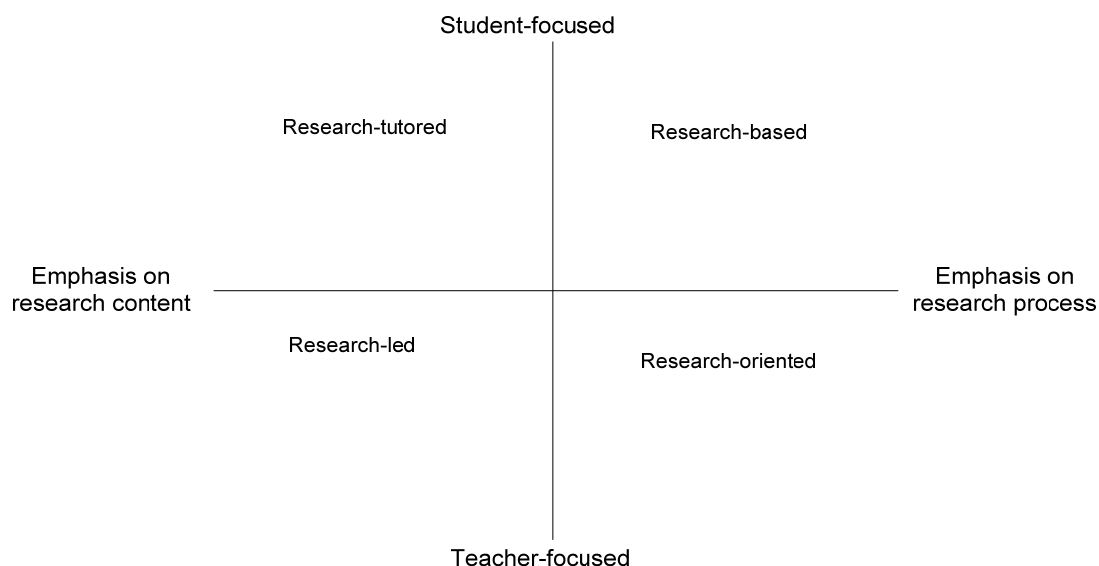 Student-focused
Research-tutored
Research-based
Emphasis on
research content
Emphasis on
research process
Research-led
Research-oriented
Teacher-focused